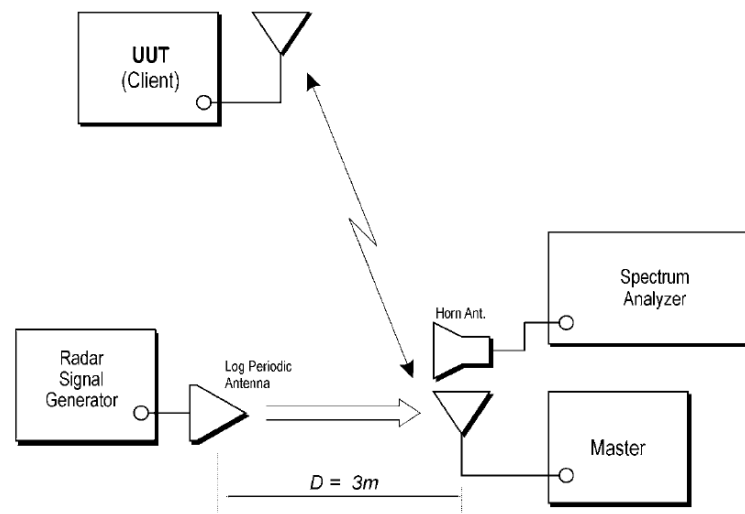 UUT
(Client)
Spectrum
Analyzer
Horn Ant.
Radar
Signal
Generator
Log Periodic
Antenna
Master
D = 3m